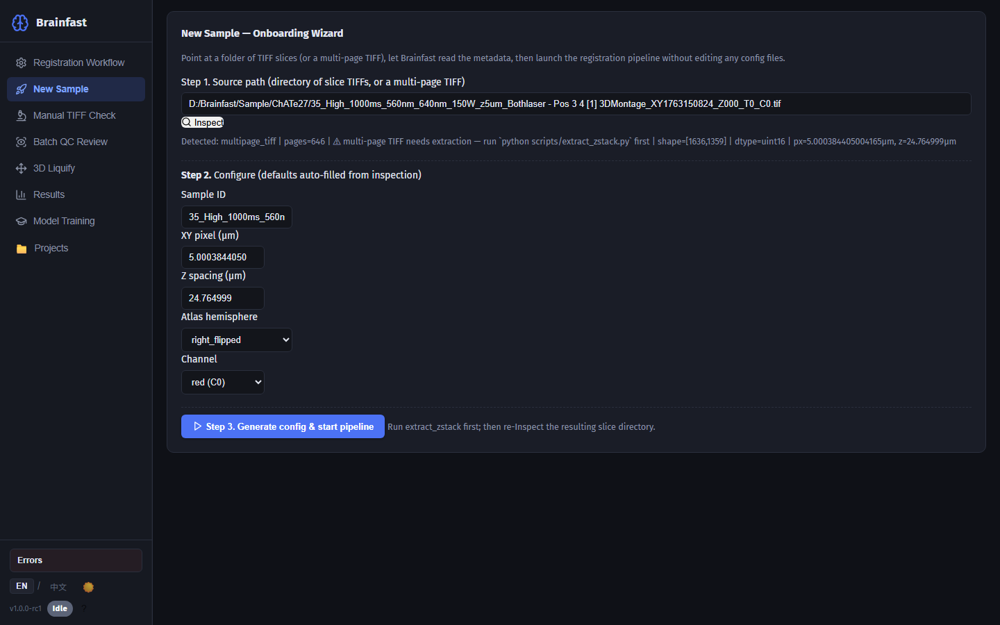 Brainfast
Registration Workflow
New Sample
Manual TIFF Check
Batch QC Review
3D Liquify
Results
Model Training
Projects
Errors
EN / 中文
v1.0.0-rc1 Idle ?
New Sample — Onboarding Wizard
Point at a folder of TIFF slices (or a multi-page TIFF), let Brainfast read the metadata, then launch the registration pipeline without editing any config files.
Step 1. Source path (directory of slice TIFFs, or a multi-page TIFF)
D:/Brainfast/Sample/ChATe27/35_High_1000ms_560nm_640nm_150W_z5um_Bothlaser - Pos 3 4 [1] 3DMontage_XY1763150824_Z000_T0_C0.tif
Inspect
Detected: multipage_tiff | pages=646 | ⚠ multi-page TIFF needs extraction — run `python scripts/extract_zstack.py` first | shape=[1636,1359] | dtype=uint16 | px=5.000384405004165µm, z=24.764999µm
Step 2. Configure (defaults auto-filled from inspection)
Sample ID
35_High_1000ms_560n
XY pixel (µm)
5.0003844050
Z spacing (µm)
24.764999
Atlas hemisphere
right_flipped
Channel
red (C0)
Step 3. Generate config & start pipeline Run extract_zstack first; then re-Inspect the resulting slice directory.